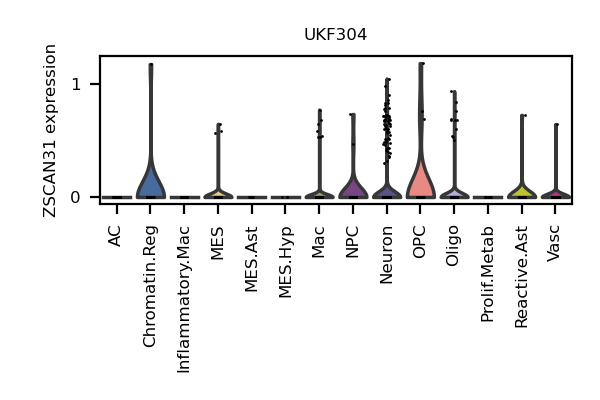 UKF304
ZSCAN31 expression
1
0
AC
Chromatin.Reg
Inflammatory.Mac
MES
MES.Ast
MES.Hyp
Mac
NPC
Neuron
OPC
Oligo
Prolif.Metab
Reactive.Ast
Vasc